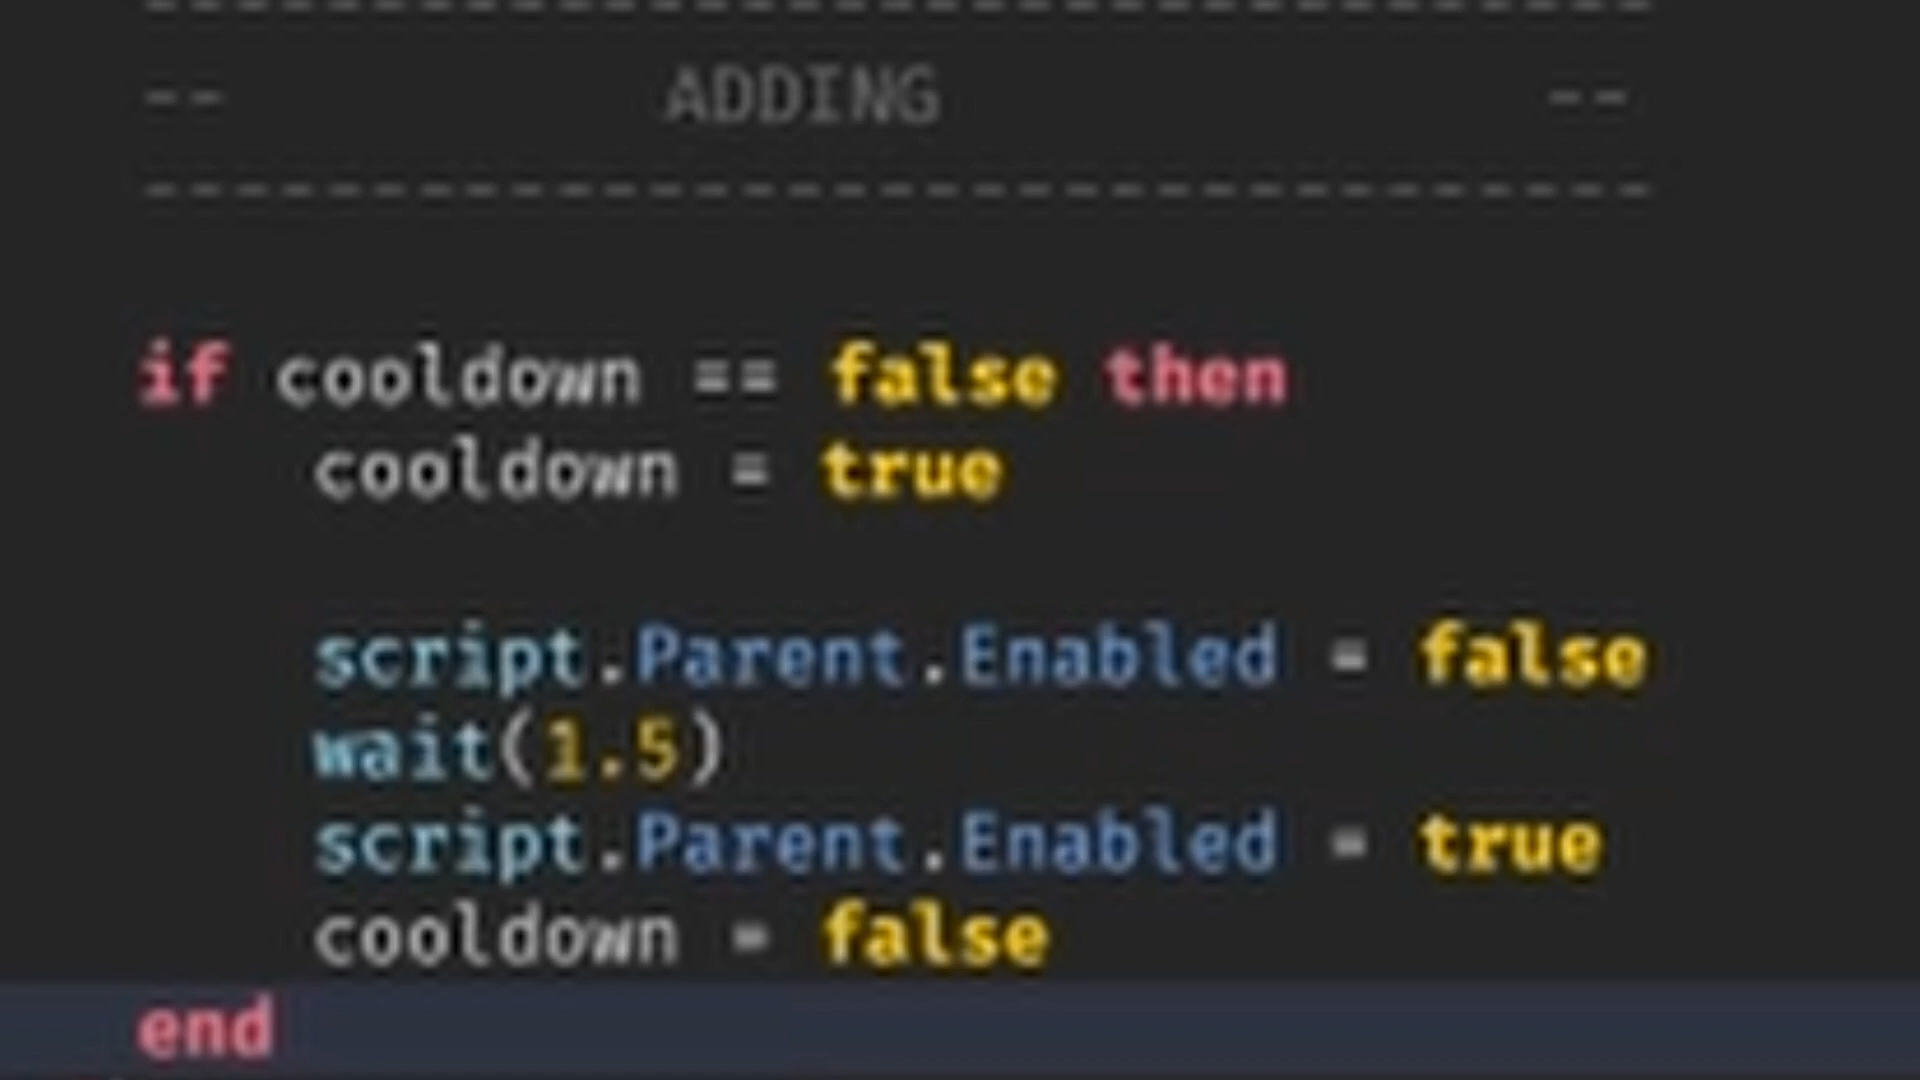 ---------------------------------
-- ADDING --
---------------------------------
if cooldown == false then
cooldown = true
script.Parent.Enabled = false
wait(1.5)
script.Parent.Enabled = true
cooldown = false
end